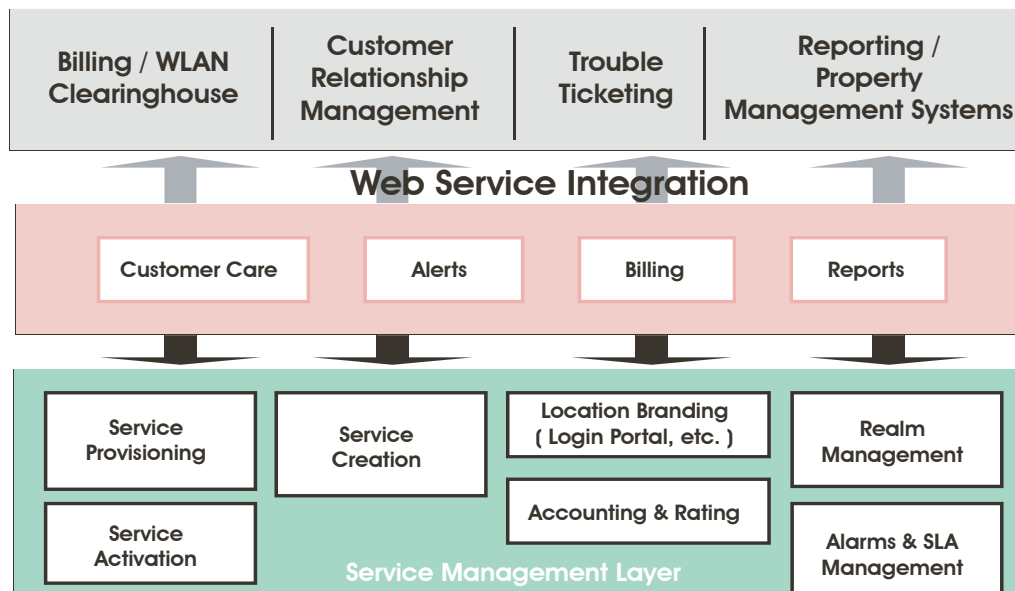 Billing / WLAN
Clearinghouse
Customer
Relationship
Management
Trouble
Ticketing
Reporting /
Property
Management Systems
Web Service Integration
Customer Care
Alerts
Billing
Reports
Service
Provisioning
Service
Creation
Location Branding
( Login Portal, etc. )
Realm
Management
Service
Activation
Accounting & Rating
Alarms & SLA
Management
Service Management Layer